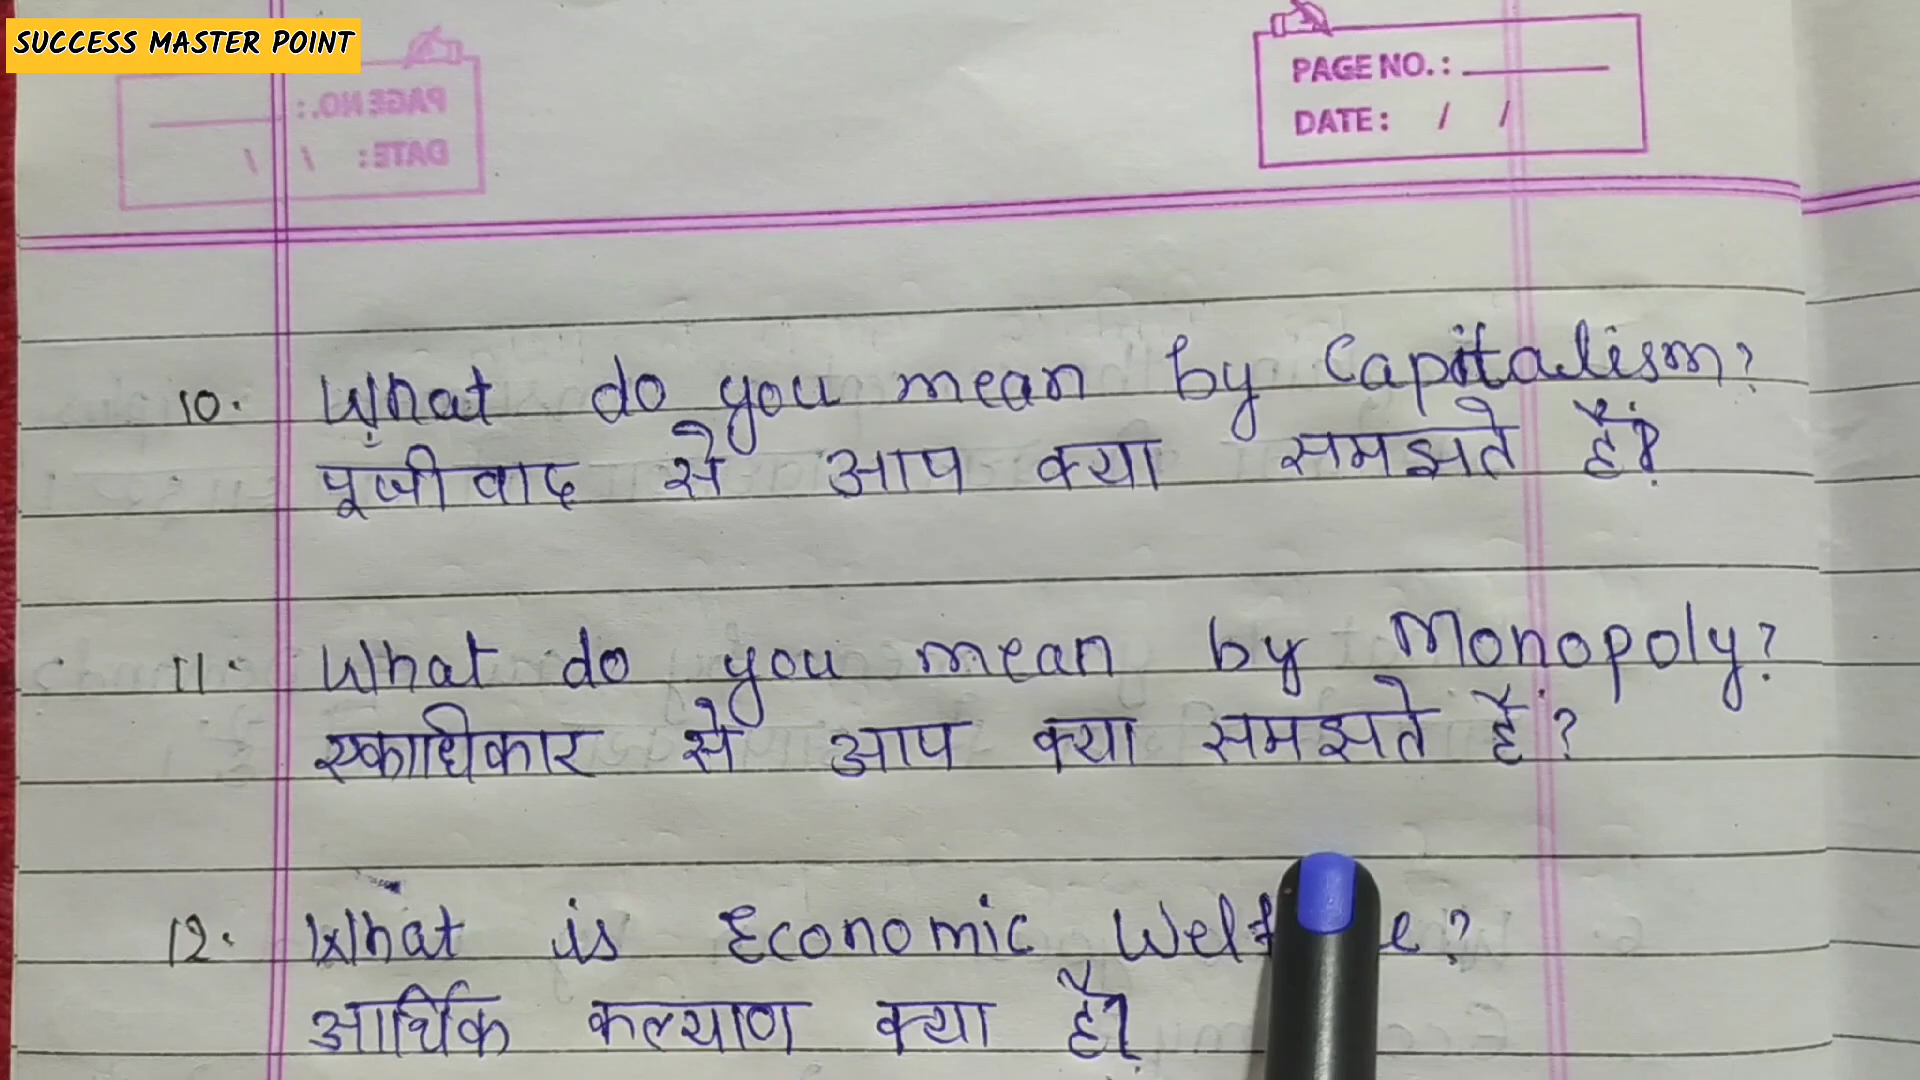 SUCCESS MASTER POINT
PAGE NO.:
DATE: / /
10. What do you mean by Capitalism?
पूंजीवाद से आप क्या समझते हैं?
11. What do you mean by Monopoly?
एकाधिकार से आप क्या समझते हैं?
12. What is Economic
आर्थिक कल्याण क्या है?